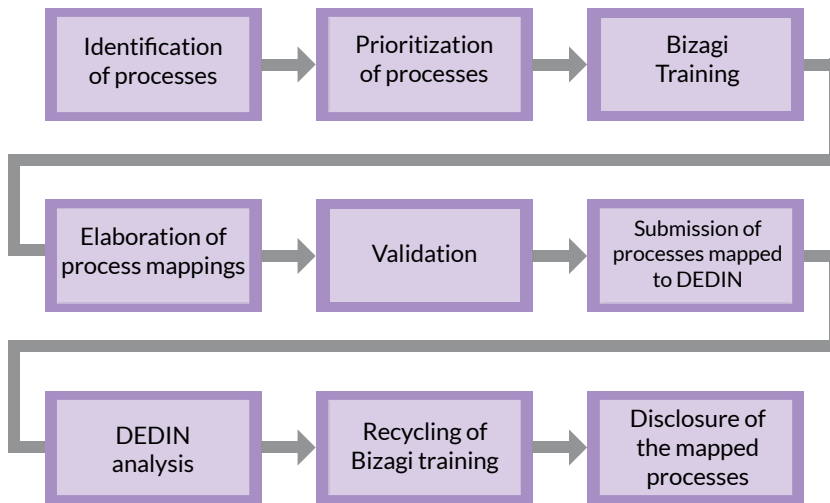 Identification
of processes
Prioritization
of processes
Bizagi
Training
Elaboration of
process mappings
Validation
Submission of
processes mapped
to DEDIN
DEDIN
analysis
Recycling of
Bizagi training
Disclosure of
the mapped
processes